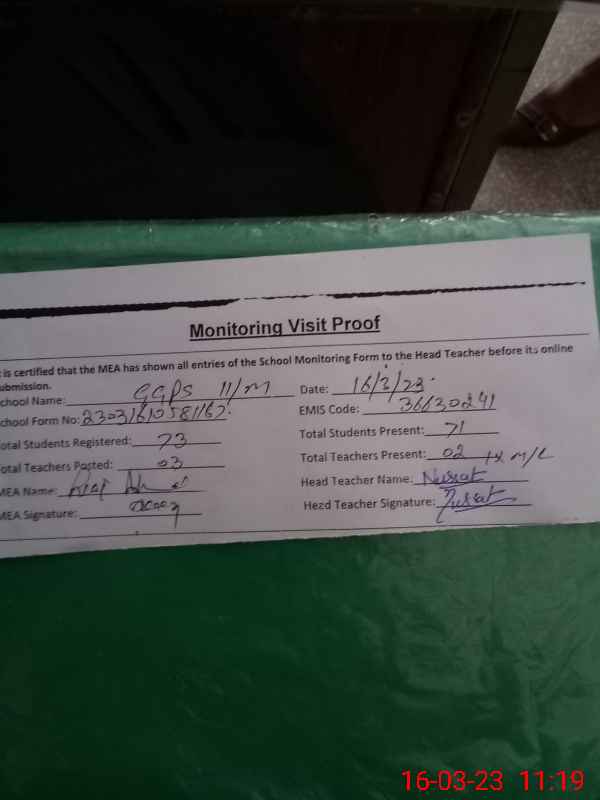 Monitoring Visit Proof
t is certified that the MEA has shown all entries of the School Monitoring Form to the Head Teacher before its online
ubmission.
chool Name: GGPS 11/M Date: 16/3/23
chool Form No: EMIS Code: 36630241
otal Students Registered: 73 Total Students Present: 71
otal Teachers Posted: 03 Total Teachers Present: 02 1x M/L
MEA Name: Head Teacher Name: Nusrat
MEA Signature: Head Teacher Signature: Nusrat
16-03-23 11:19